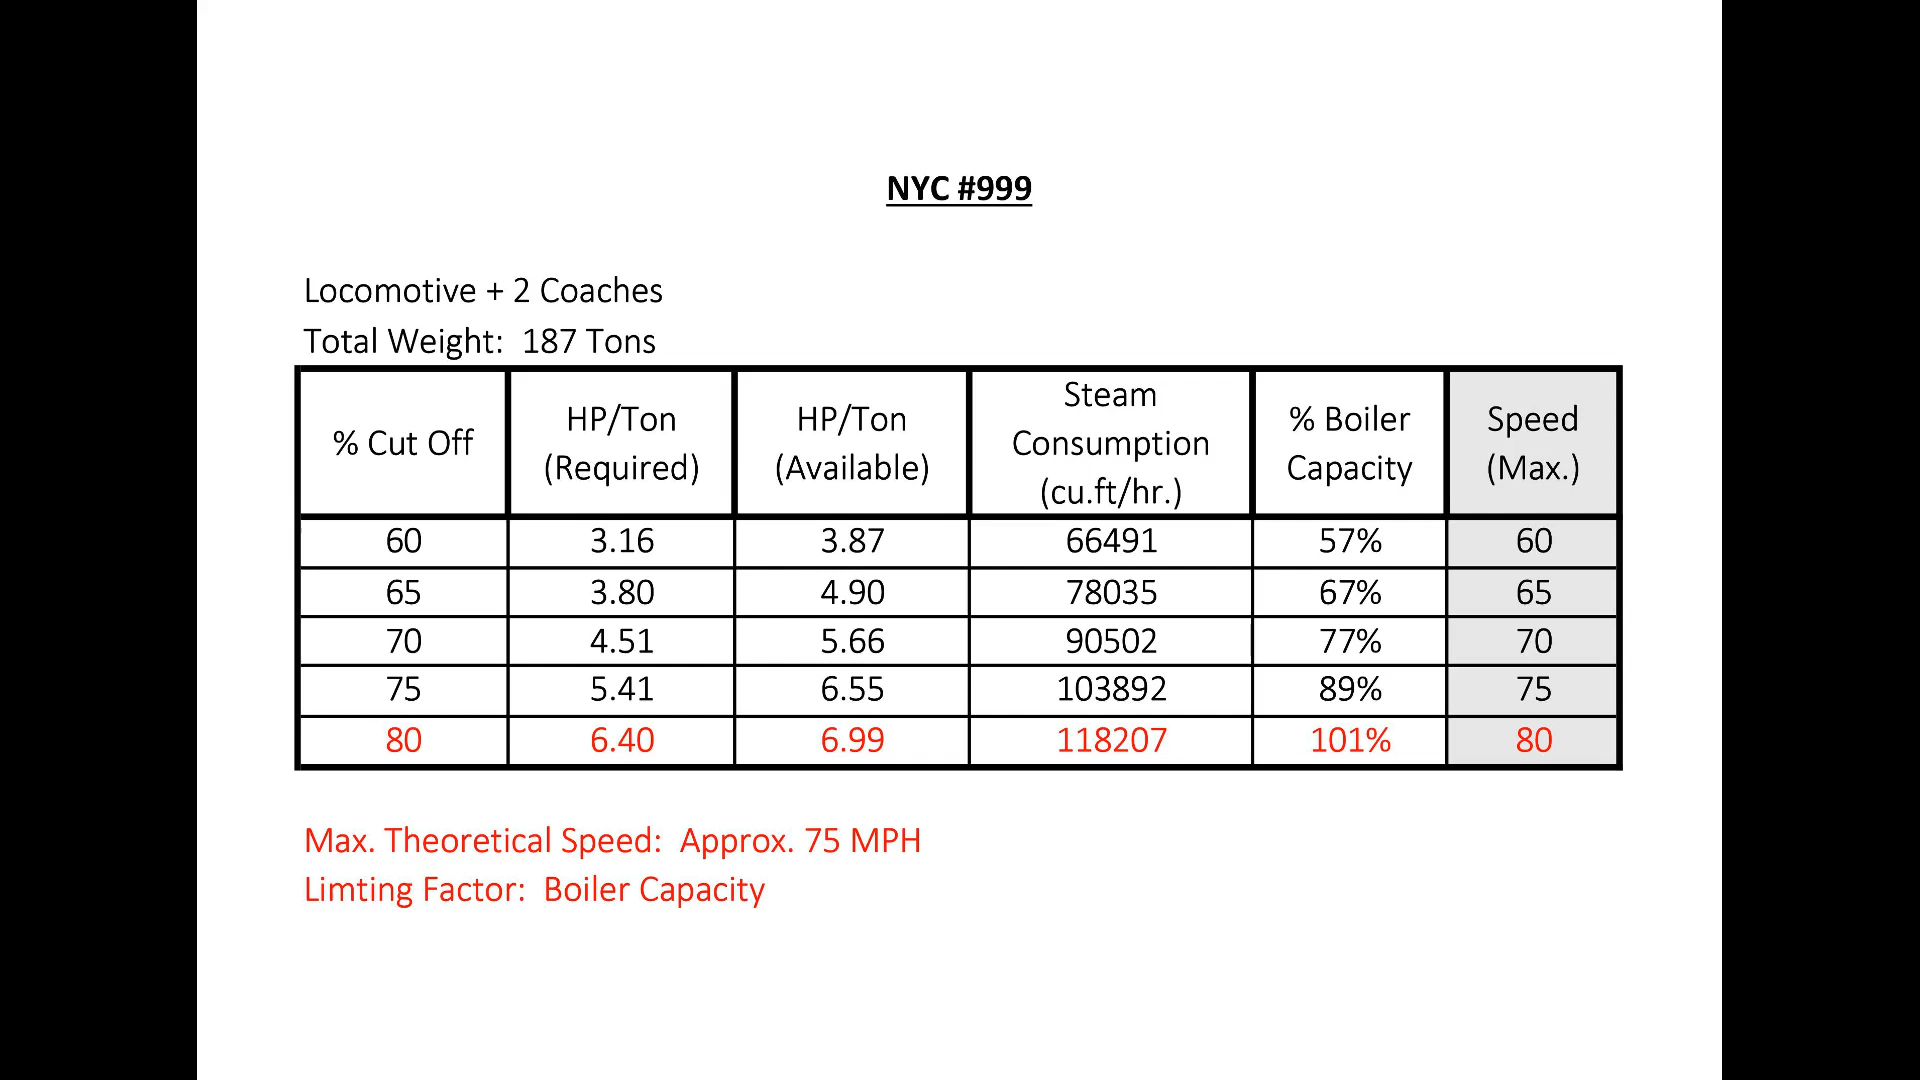 NYC #999
Locomotive + 2 Coaches
Total Weight: 187 Tons
% Cut Off HP/Ton (Required) HP/Ton (Available) Steam Consumption (cu.ft/hr.) % Boiler Capacity Speed (Max.)
60 3.16 3.87 66491 57% 60
65 3.80 4.90 78035 67% 65
70 4.51 5.66 90502 77% 70
75 5.41 6.55 103892 89% 75
80 6.40 6.99 118207 101% 80
Max. Theoretical Speed: Approx. 75 MPH
Limting Factor: Boiler Capacity